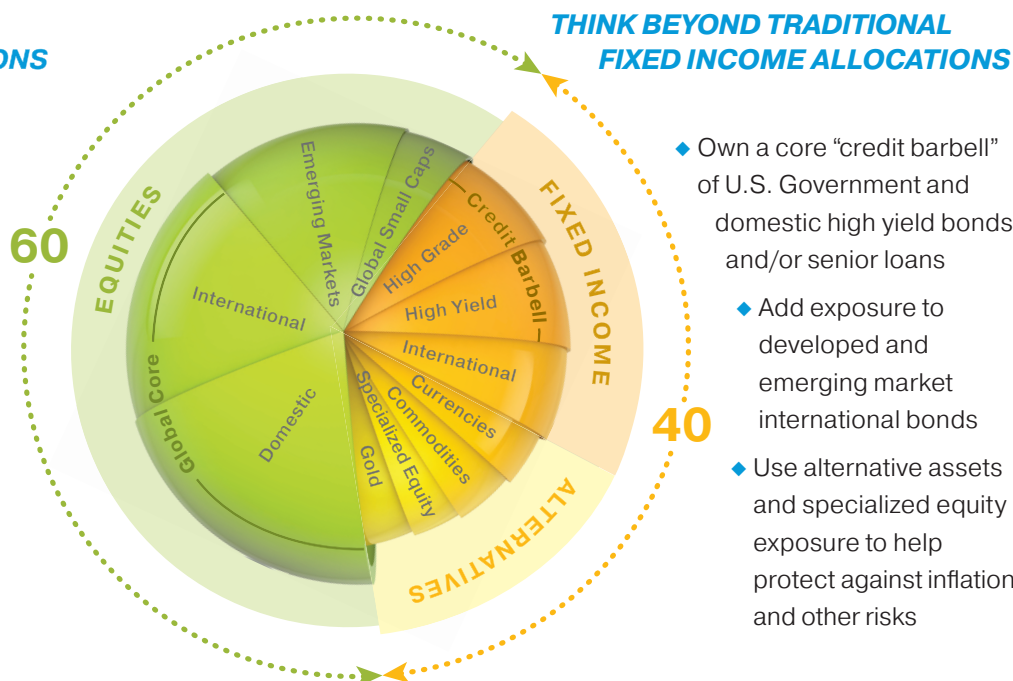 ONS
THINK BEYOND TRADITIONAL
FIXED INCOME ALLOCATIONS
60
EQUITIES
Global Core
Domestic
International
Emerging Markets
Global Small Caps
FIXED INCOME
Credit Barbell
High Grade
High Yield
International
Currencies
Commodities
Specialized Equity
Gold
ALTERNATIVES
40
◆ Own a core “credit barbell”
of U.S. Government and
domestic high yield bonds
and/or senior loans
◆ Add exposure to
developed and
emerging market
international bonds
◆ Use alternative assets
and specialized equity
exposure to help
protect against inflation
and other risks